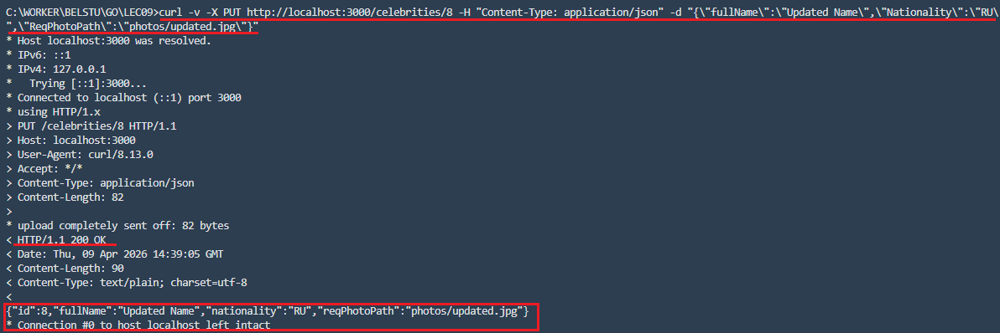 C:\WORKER\BELSTU\GO\LEC09>curl -v -X PUT http://localhost:3000/celebrities/8 -H "Content-Type: application/json" -d "{\"fullName\":\"Updated Name\",\"Nationality\":\"RU\
",\"ReqPhotoPath\":\"photos/updated.jpg\"}"
* Host localhost:3000 was resolved.
* IPv6: ::1
* IPv4: 127.0.0.1
*   Trying [::1]:3000...
* Connected to localhost (::1) port 3000
* using HTTP/1.x
> PUT /celebrities/8 HTTP/1.1
> Host: localhost:3000
> User-Agent: curl/8.13.0
> Accept: */*
> Content-Type: application/json
> Content-Length: 82
>
* upload completely sent off: 82 bytes
< HTTP/1.1 200 OK
< Date: Thu, 09 Apr 2026 14:39:05 GMT
< Content-Length: 90
< Content-Type: text/plain; charset=utf-8
<
{"id":8,"fullName":"Updated Name","nationality":"RU","reqPhotoPath":"photos/updated.jpg"}
* Connection #0 to host localhost left intact